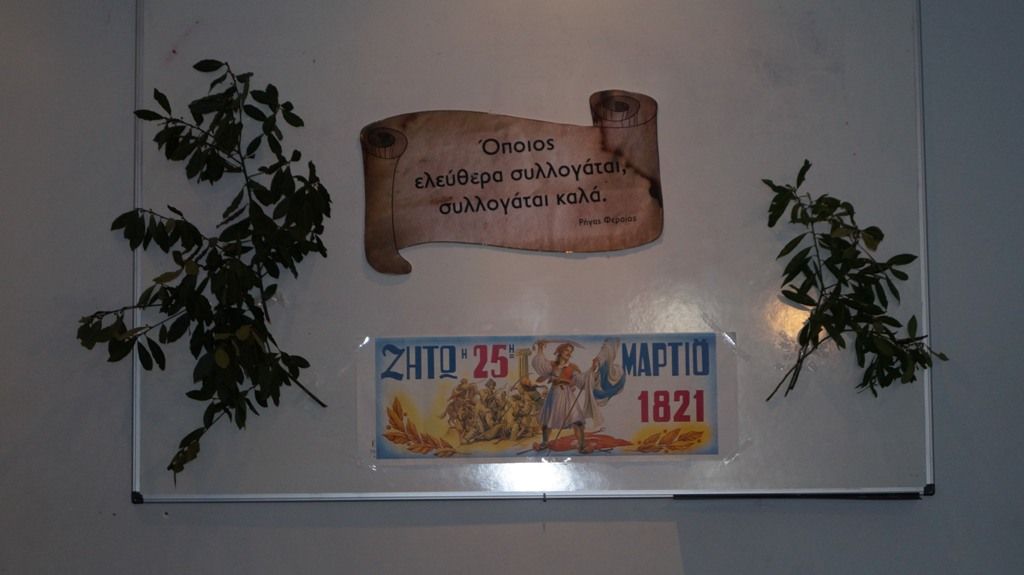 Όποιος
ελεύθερα συλλογάται,
συλλογάται καλά.
Ρήγας Φεραίος
ΖΗΤΩ Η 25Η ΜΑΡΤΙΟΥ
1821